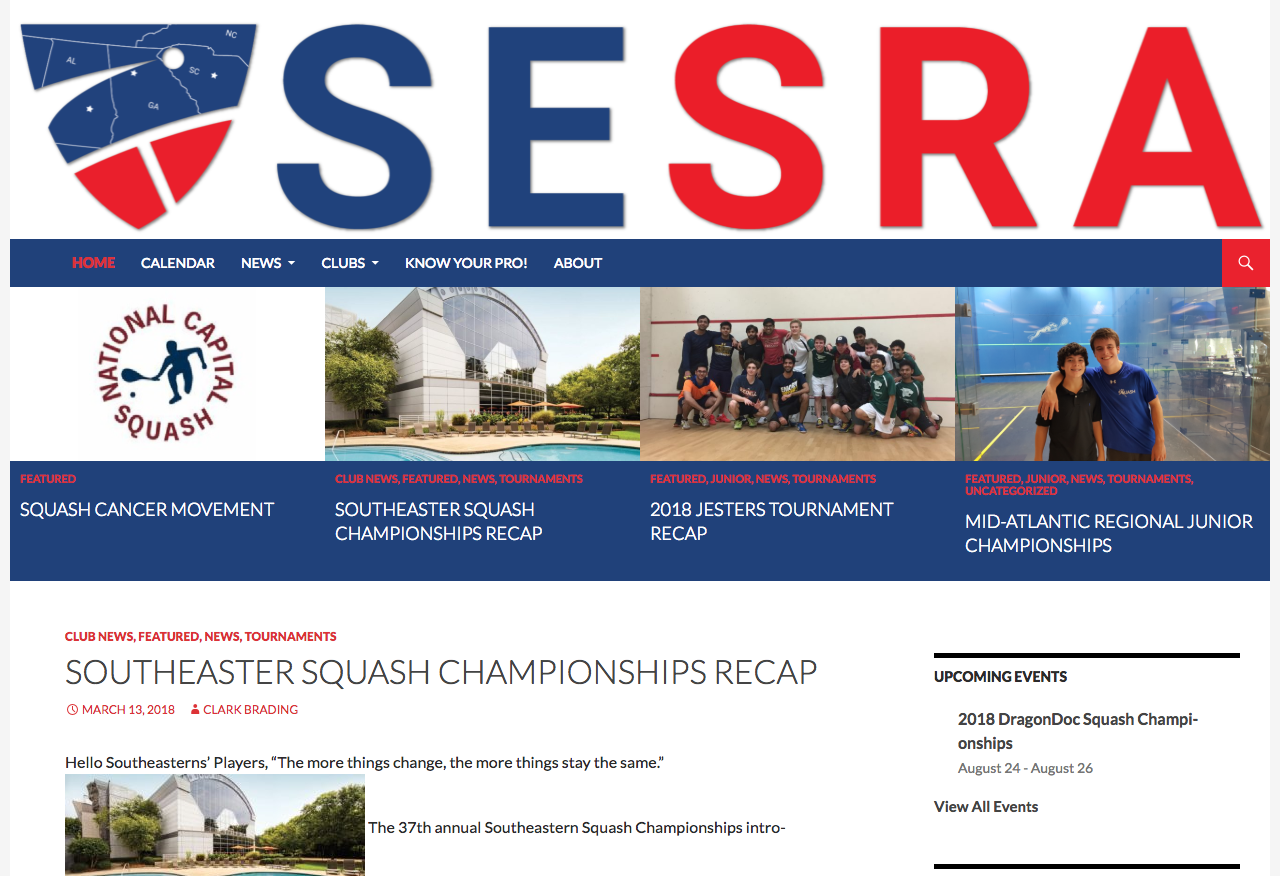 NC
AL
SC
GA
SESRA
HOME
CALENDAR
NEWS
CLUBS
KNOW YOUR PRO!
ABOUT
NATIONAL CAPITAL
SQUASH
FEATURED
SQUASH CANCER MOVEMENT
CLUB NEWS, FEATURED, NEWS, TOURNAMENTS
SOUTHEASTER SQUASH
CHAMPIONSHIPS RECAP
FEATURED, JUNIOR, NEWS, TOURNAMENTS
2018 JESTERS TOURNAMENT
RECAP
FEATURED, JUNIOR, NEWS, TOURNAMENTS,
UNCATEGORIZED
MID-ATLANTIC REGIONAL JUNIOR
CHAMPIONSHIPS
CLUB NEWS, FEATURED, NEWS, TOURNAMENTS
SOUTHEASTER SQUASH CHAMPIONSHIPS RECAP
MARCH 13, 2018 CLARK BRADING
Hello Southeasterns’ Players, “The more things change, the more things stay the same.”
The 37th annual Southeastern Squash Championships intro-
UPCOMING EVENTS
2018 DragonDoc Squash Champi-
onships
August 24 - August 26
View All Events